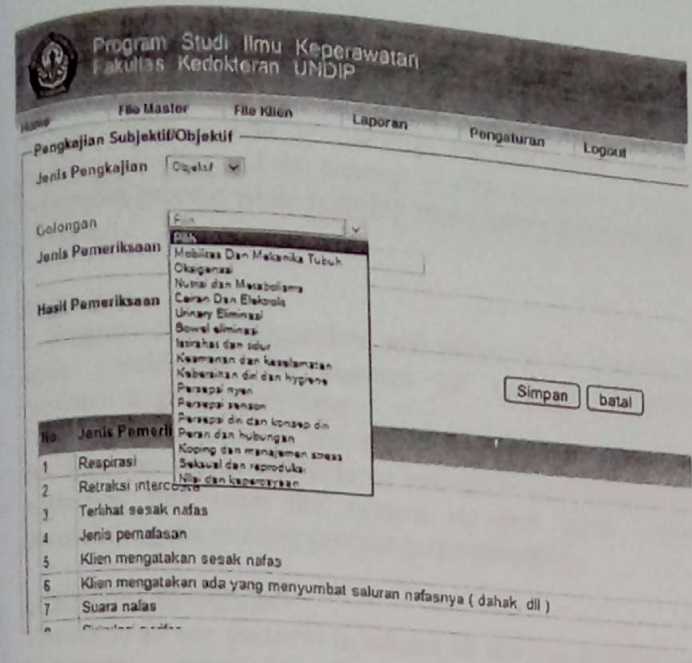 Program Studi Ilmu Keperawatan
Fakultas Kedokteran UNDIP
Home File Master File Klien Laporan Pengaturan Logout
Pengkajian Subjektif/Objektif
Jenis Pengkajian Objektif
Golongan Pilih
Jenis Pemeriksaan
Hasil Pemeriksaan
Pilih
Mobilitas Dan Mekanika Tubuh
Oksigenasi
Nutrisi dan Metabolisme
Cairan Dan Elektrolit
Urinary Eliminasi
Bowel eliminasi
Istirahat dan tidur
Keamanan dan keselamatan
Kebersihan diri dan hygiene
Persepsi nyeri
Persepsi sensori
Persepsi diri dan konsep diri
Peran dan hubungan
Koping dan manajemen stress
Seksual dan reproduksi
Nilai dan kepercayaan
Simpan batal
No Jenis Pemeri
1 Respirasi
2 Retraksi intercosta
3 Terlihat sesak nafas
4 Jenis pernafasan
5 Klien mengatakan sesak nafas
6 Klien mengatakan ada yang menyumbat saluran nafasnya ( dahak, dll )
7 Suara nafas